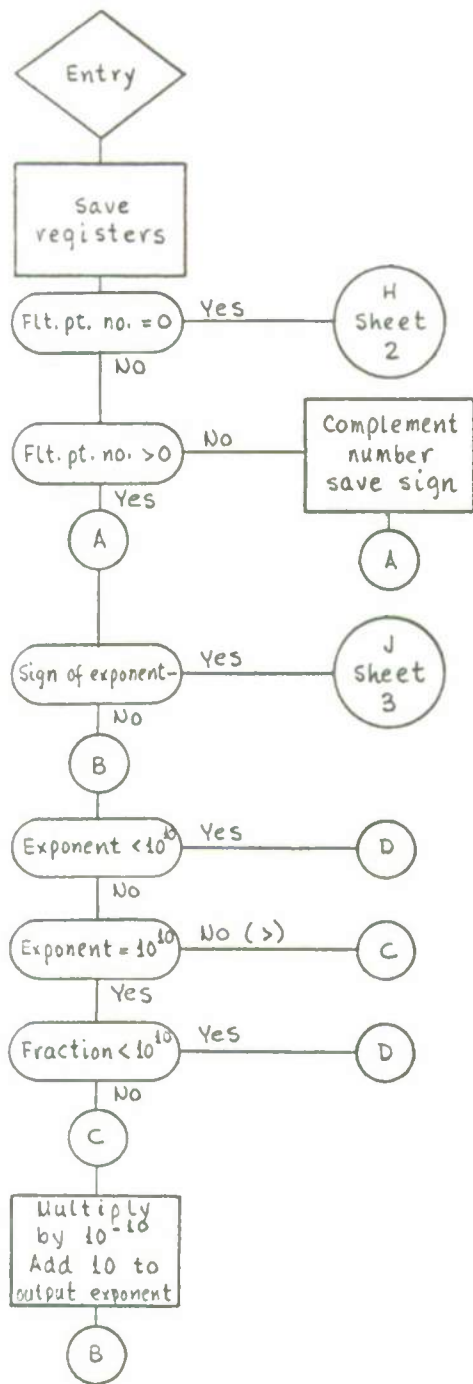 Entry
Save
registers
Flt. pt. no. = 0
Yes
H
Sheet
2
No
Flt. pt. no. > 0
No
Complement
number
save sign
Yes
A
A
Sign of exponent-
Yes
J
Sheet
3
No
B
Exponent < 10^10
Yes
D
No
Exponent = 10^10
No (>)
C
Yes
Fraction < 10^10
Yes
D
No
C
Multiply
by 10^-10
Add 10 to
output exponent
B